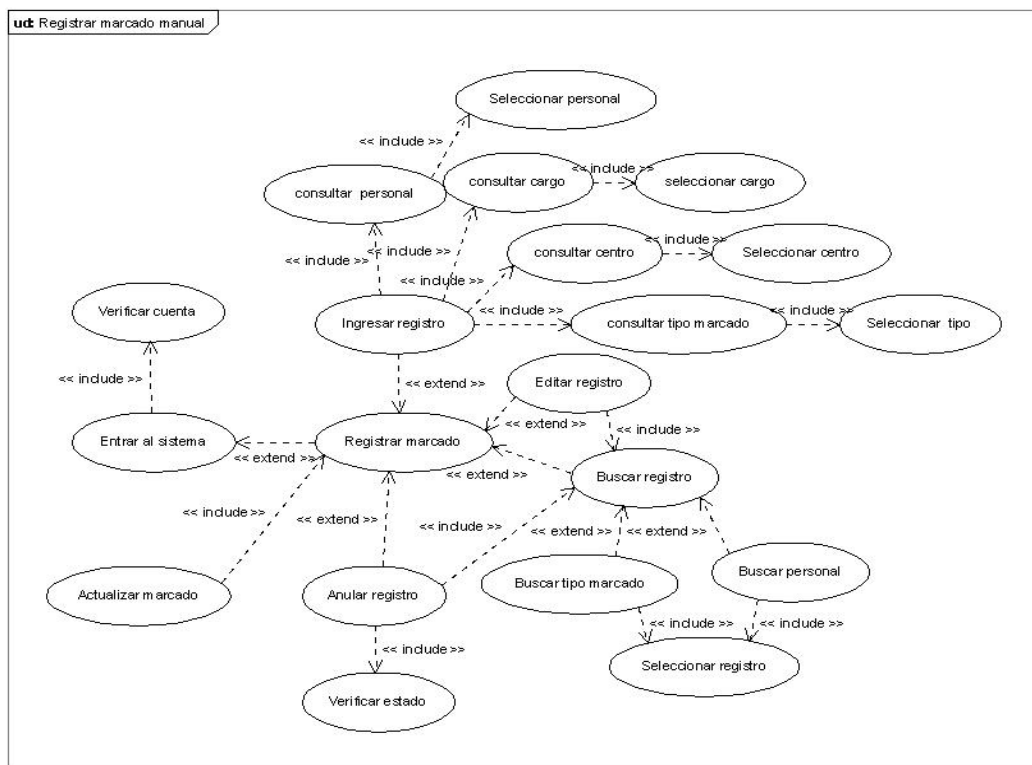 ud: Registrar marcado manual
Seleccionar personal
<< include >>
consultar personal
consultar cargo
<< include >>
seleccionar cargo
<< include >>
<< include >>
consultar centro
<< include >>
Seleccionar centro
<< include >>
Verificar cuenta
Ingresar registro
<< include >>
consultar tipo marcado
<< include >>
Seleccionar tipo
<< include >>
<< extend >>
Editar registro
Entrar al sistema
<< extend >>
Registrar marcado
<< extend >>
<< include >>
<< extend >>
Buscar registro
<< include >>
<< extend >>
<< include >>
<< extend >>
<< extend >>
Actualizar marcado
Anular registro
Buscar tipo marcado
Buscar personal
<< include >>
<< include >>
<< include >>
Seleccionar registro
Verificar estado